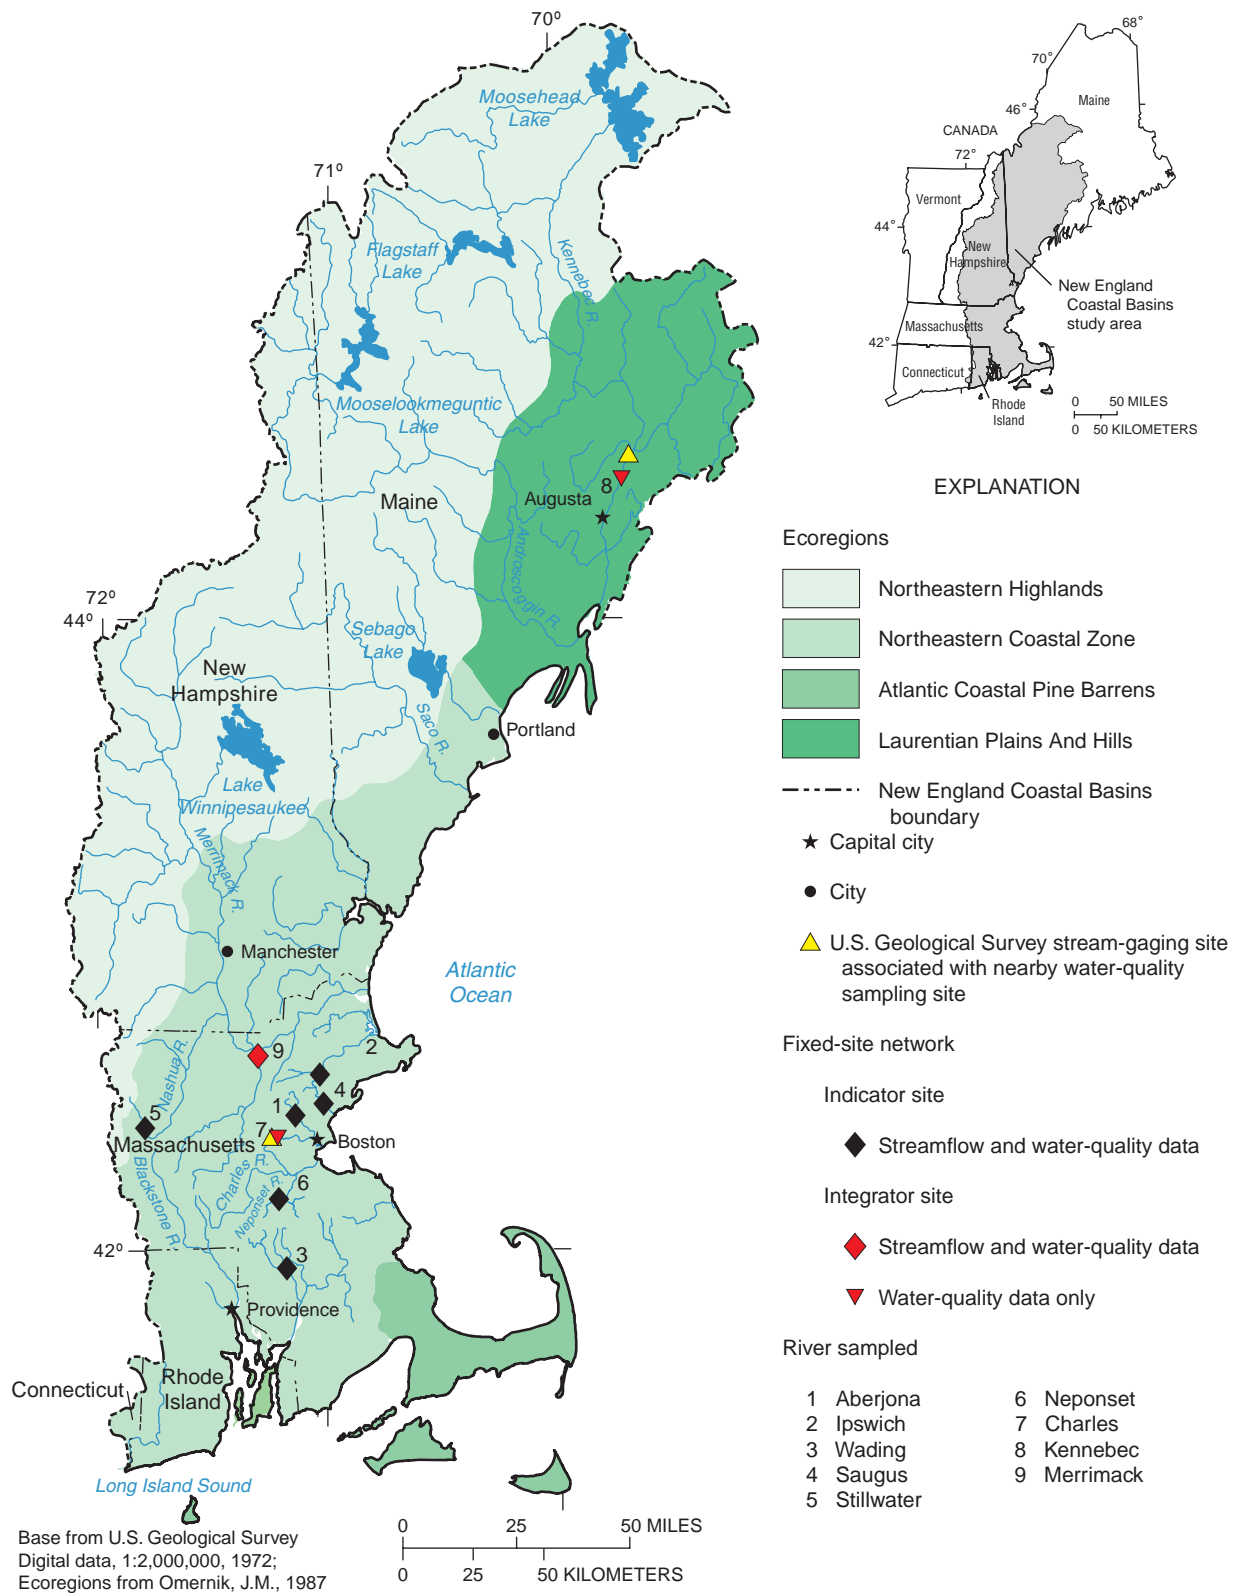 70°
Moosehead
Lake
71°
Flagstaff
Lake
Kennebec R.
Mooselookmeguntic
Lake
Maine
8
Augusta
Androscoggin R.
72°
44°
Sebago
Lake
New
Hampshire
Saco R.
Portland
Lake
Winnipesaukee
Merrimack R.
Manchester
Atlantic
Ocean
2
9
Nashua R.
4
1
5
7
Massachusetts
Boston
Charles R.
Blackstone R.
6
Neponset R.
42°
3
Providence
Rhode
Island
Connecticut
Long Island Sound
Base from U.S. Geological Survey
Digital data, 1:2,000,000, 1972;
Ecoregions from Omernik, J.M., 1987
0 25 50 MILES
0 25 50 KILOMETERS
68°
70°
46°
Maine
CANADA
72°
Vermont
44°
New
Hampshire
New England
Coastal Basins
study area
Massachusetts
42°
Connecticut
Rhode
Island
0 50 MILES
0 50 KILOMETERS
EXPLANATION
Ecoregions
Northeastern Highlands
Northeastern Coastal Zone
Atlantic Coastal Pine Barrens
Laurentian Plains And Hills
New England Coastal Basins
boundary
Capital city
City
U.S. Geological Survey stream-gaging site
associated with nearby water-quality
sampling site
Fixed-site network
Indicator site
Streamflow and water-quality data
Integrator site
Streamflow and water-quality data
Water-quality data only
River sampled
1 Aberjona
2 Ipswich
3 Wading
4 Saugus
5 Stillwater
6 Neponset
7 Charles
8 Kennebec
9 Merrimack